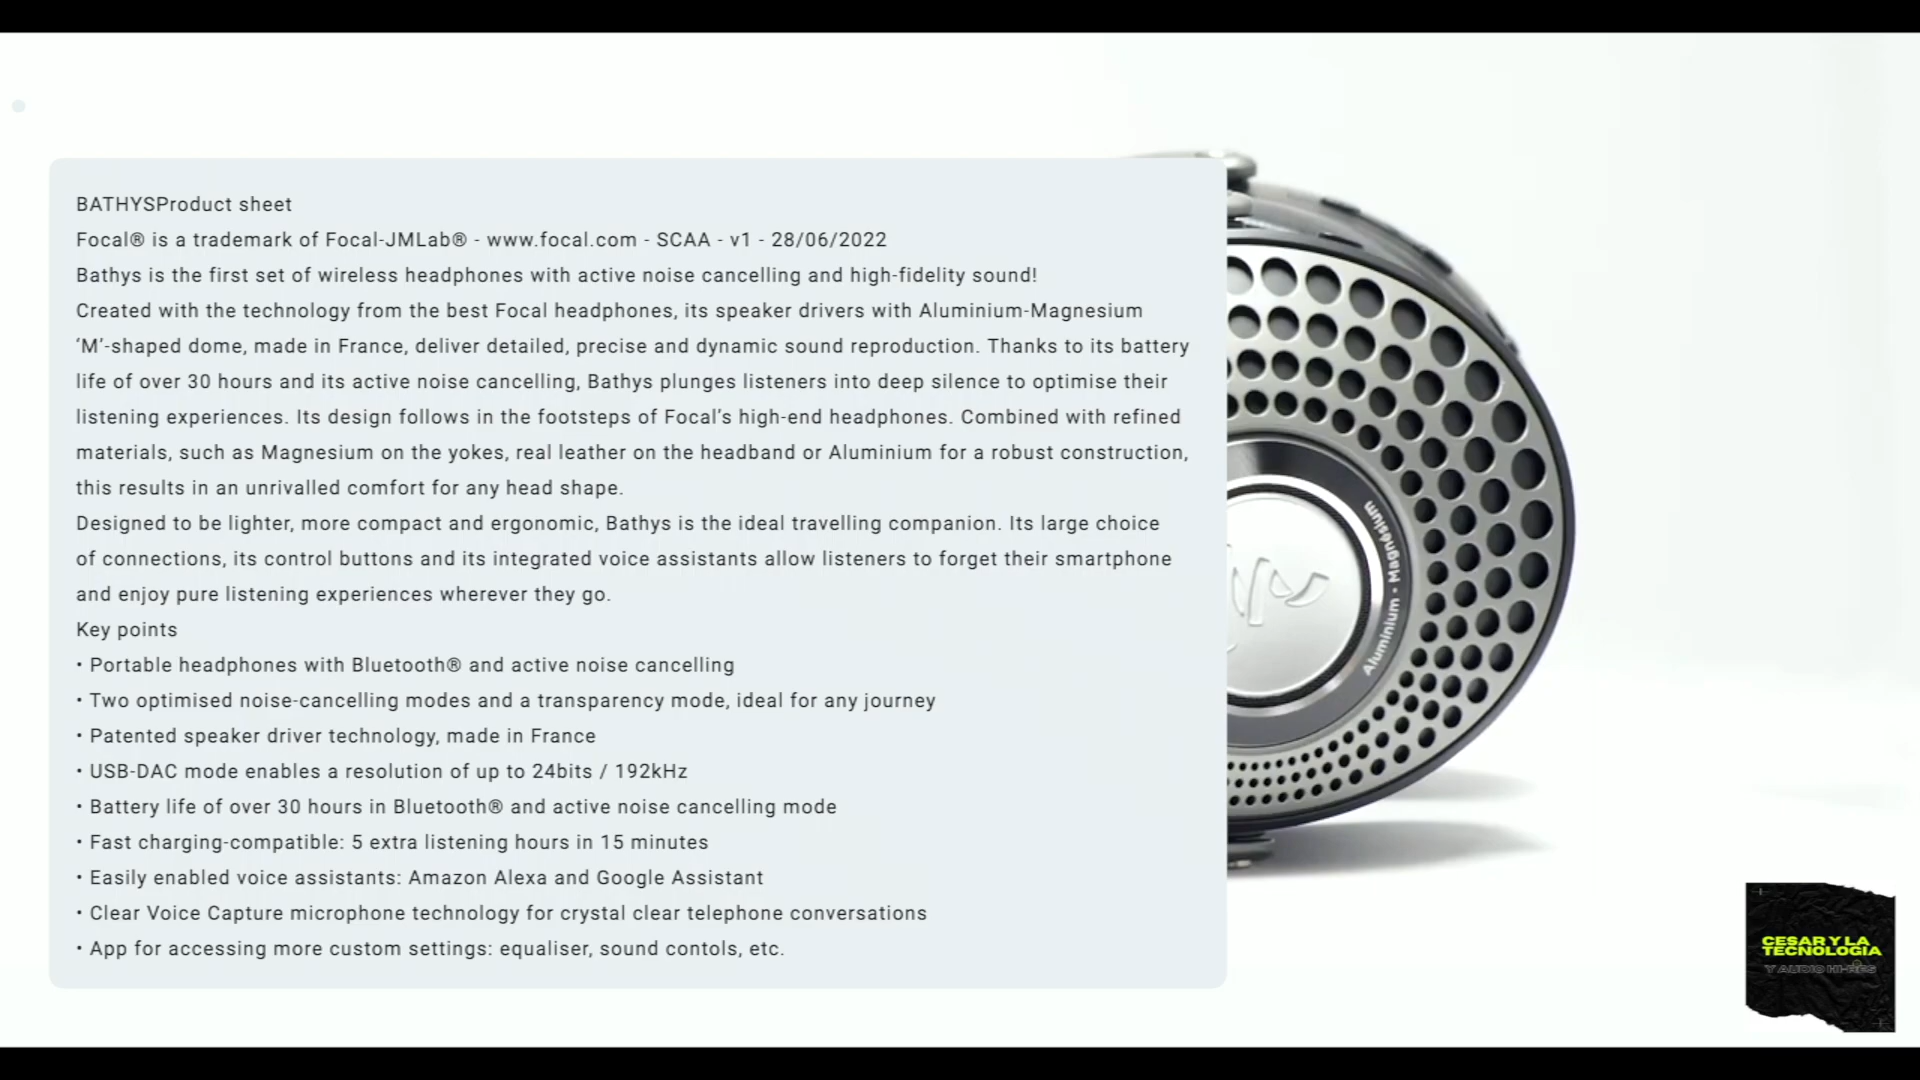 BATHYSProduct sheet
Focal® is a trademark of Focal-JMLab® - www.focal.com - SCAA - v1 - 28/06/2022
Bathys is the first set of wireless headphones with active noise cancelling and high-fidelity sound!
Created with the technology from the best Focal headphones, its speaker drivers with Aluminium-Magnesium
‘M’-shaped dome, made in France, deliver detailed, precise and dynamic sound reproduction. Thanks to its battery
life of over 30 hours and its active noise cancelling, Bathys plunges listeners into deep silence to optimise their
listening experiences. Its design follows in the footsteps of Focal’s high-end headphones. Combined with refined
materials, such as Magnesium on the yokes, real leather on the headband or Aluminium for a robust construction,
this results in an unrivalled comfort for any head shape.
Designed to be lighter, more compact and ergonomic, Bathys is the ideal travelling companion. Its large choice
of connections, its control buttons and its integrated voice assistants allow listeners to forget their smartphone
and enjoy pure listening experiences wherever they go.
Key points
• Portable headphones with Bluetooth® and active noise cancelling
• Two optimised noise-cancelling modes and a transparency mode, ideal for any journey
• Patented speaker driver technology, made in France
• USB-DAC mode enables a resolution of up to 24bits / 192kHz
• Battery life of over 30 hours in Bluetooth® and active noise cancelling mode
• Fast charging-compatible: 5 extra listening hours in 15 minutes
• Easily enabled voice assistants: Amazon Alexa and Google Assistant
• Clear Voice Capture microphone technology for crystal clear telephone conversations
• App for accessing more custom settings: equaliser, sound contols, etc.
Aluminium • Magnésium
CESAR Y LA
TECNOLOGIA
Y AUDIO HI-RES